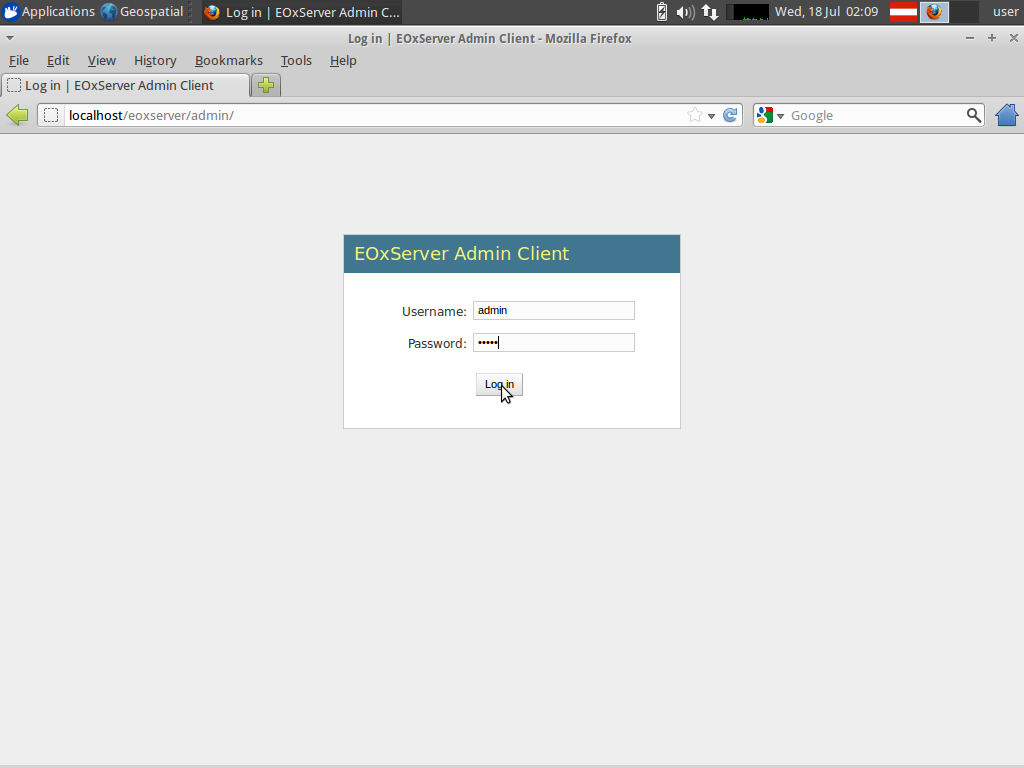 Applications Geospatial Log in | EOxServer Admin C... Wed, 18 Jul 02:09 user
Log in | EOxServer Admin Client - Mozilla Firefox
File Edit View History Bookmarks Tools Help
Log in | EOxServer Admin Client
localhost/eoxserver/admin/ Google
EOxServer Admin Client
Username: admin
Password: •••••
Log in